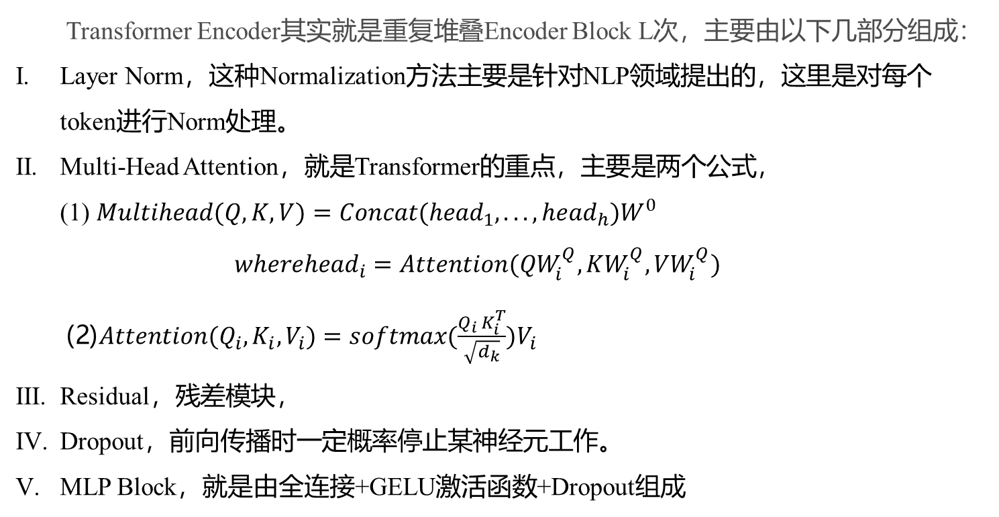 Transformer Encoder其实就是重复堆叠Encoder Block L次，主要由以下几部分组成：
I. Layer Norm，这种Normalization方法主要是针对NLP领域提出的，这里是对每个
token进行Norm处理。
II. Multi-Head Attention，就是Transformer的重点，主要是两个公式，
(1) Multihead(Q, K, V) = Concat(head₁, . . . , headₕ)W⁰
wherehead_i = Attention(QW_i^Q, KW_i^Q, VW_i^Q)
(2)Attention(Q_i, K_i, V_i) = softmax(\frac{Q_i K_i^T}{\sqrt{d_k}})V_i
III. Residual，残差模块，
IV. Dropout，前向传播时一定概率停止某神经元工作。
V. MLP Block，就是由全连接+GELU激活函数+Dropout组成